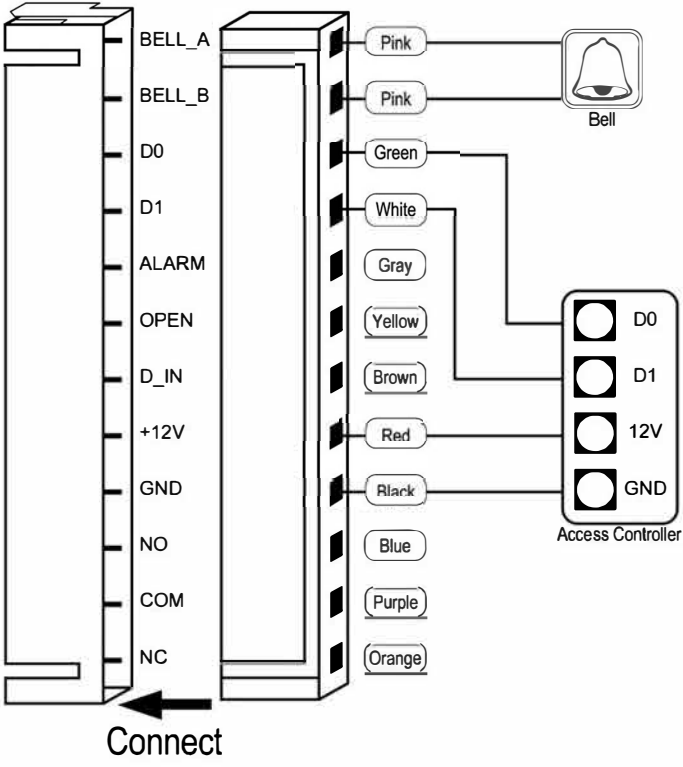 BELL_A
Pink
BELL_B
Pink
Bell
D0
Green
D1
White
ALARM
Gray
OPEN
Yellow
D0
D_IN
Brown
D1
+12V
Red
12V
GND
Black
GND
NO
Blue
Access Controller
COM
Purple
NC
Orange
Connect